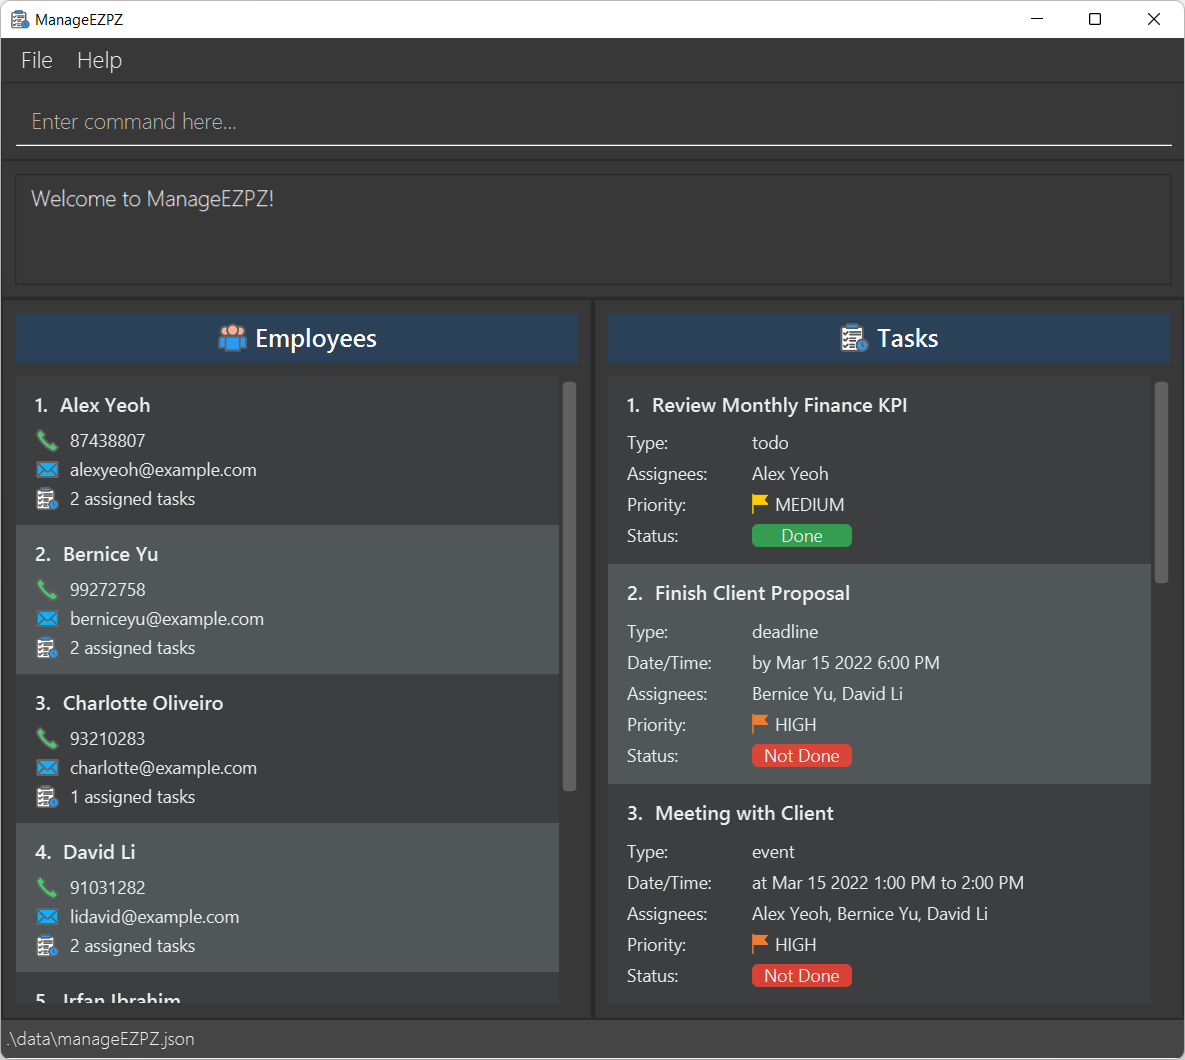 ManageEZPZ
File Help
Enter command here...
Welcome to ManageEZPZ!
Employees
1. Alex Yeoh
87438807
alexyeoh@example.com
2 assigned tasks
2. Bernice Yu
99272758
berniceyu@example.com
2 assigned tasks
3. Charlotte Oliveiro
93210283
charlotte@example.com
1 assigned tasks
4. David Li
91031282
lidavid@example.com
2 assigned tasks
5. Irfan Ibrahim
Tasks
1. Review Monthly Finance KPI
Type: todo
Assignees: Alex Yeoh
Priority: MEDIUM
Status: Done
2. Finish Client Proposal
Type: deadline
Date/Time: by Mar 15 2022 6:00 PM
Assignees: Bernice Yu, David Li
Priority: HIGH
Status: Not Done
3. Meeting with Client
Type: event
Date/Time: at Mar 15 2022 1:00 PM to 2:00 PM
Assignees: Alex Yeoh, Bernice Yu, David Li
Priority: HIGH
Status: Not Done
.\data\manageEZPZ.json